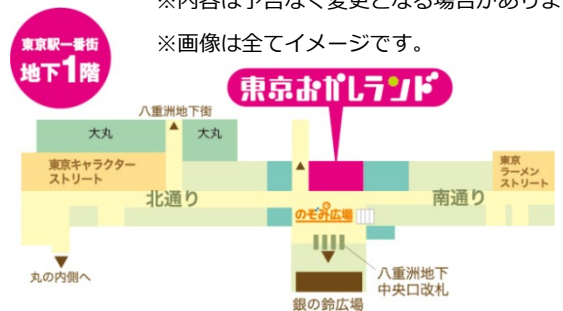 ※内容は予告なく変更となる場合がありま
※画像は全てイメージです。
東京駅一番街
地下1階
東京おかしランド
八重洲地下街
大丸
大丸
東京キャラクター
ストリート
東京
ラーメン
ストリート
北通り
南通り
のぞみ広場
丸の内側へ
八重洲地下
中央口改札
銀の鈴広場